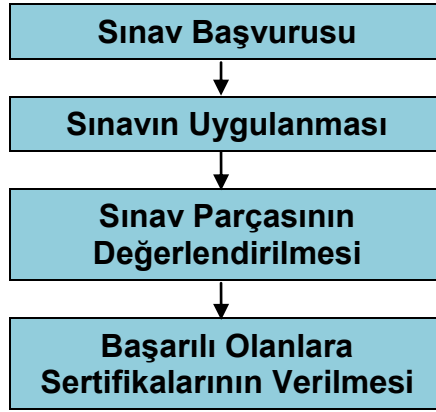 Sınav Başvurusu
Sınavın Uygulanması
Sınav Parçasının
Değerlendirilmesi
Başarılı Olanlara
Sertifikalarının Verilmesi